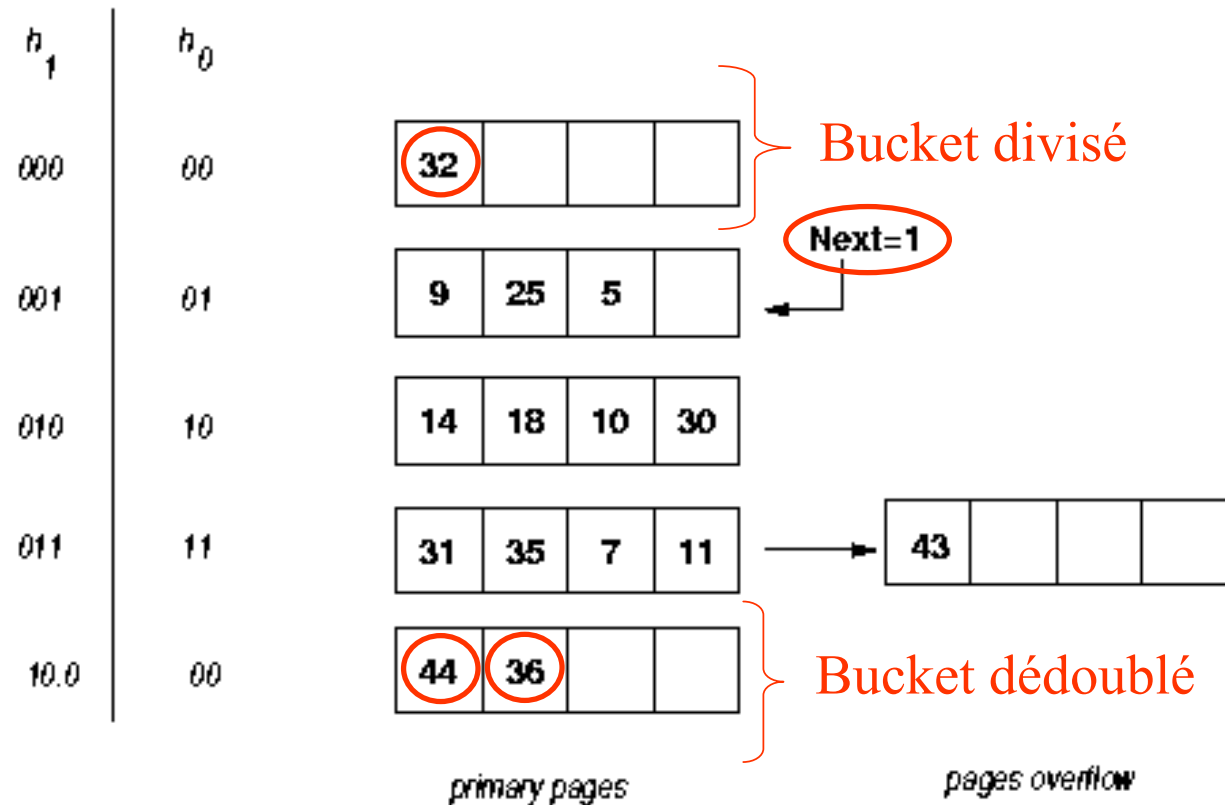 h1 h0
000 00 32 Bucket divisé
Next=1
001 01 9 25 5
010 10 14 18 10 30
011 11 31 35 7 11 43
10.0 00 44 36 Bucket dédoublé
primary pages pages overflow